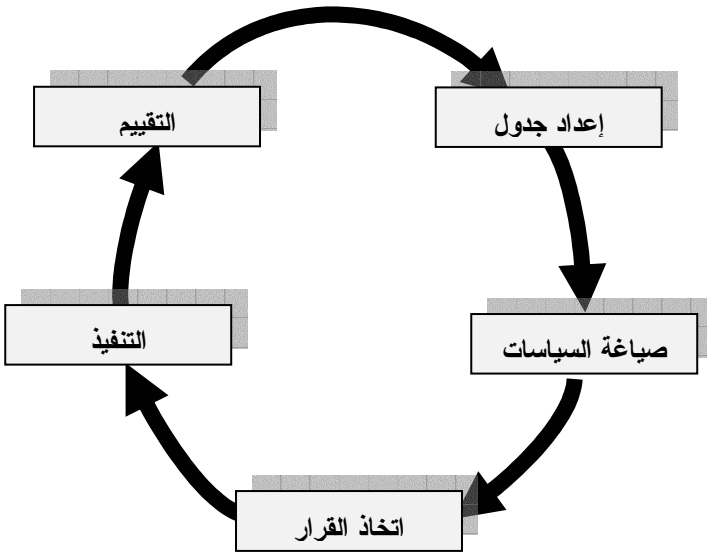 إعداد جدول
صياغة السياسات
اتخاذ القرار
التنفيذ
التقييم